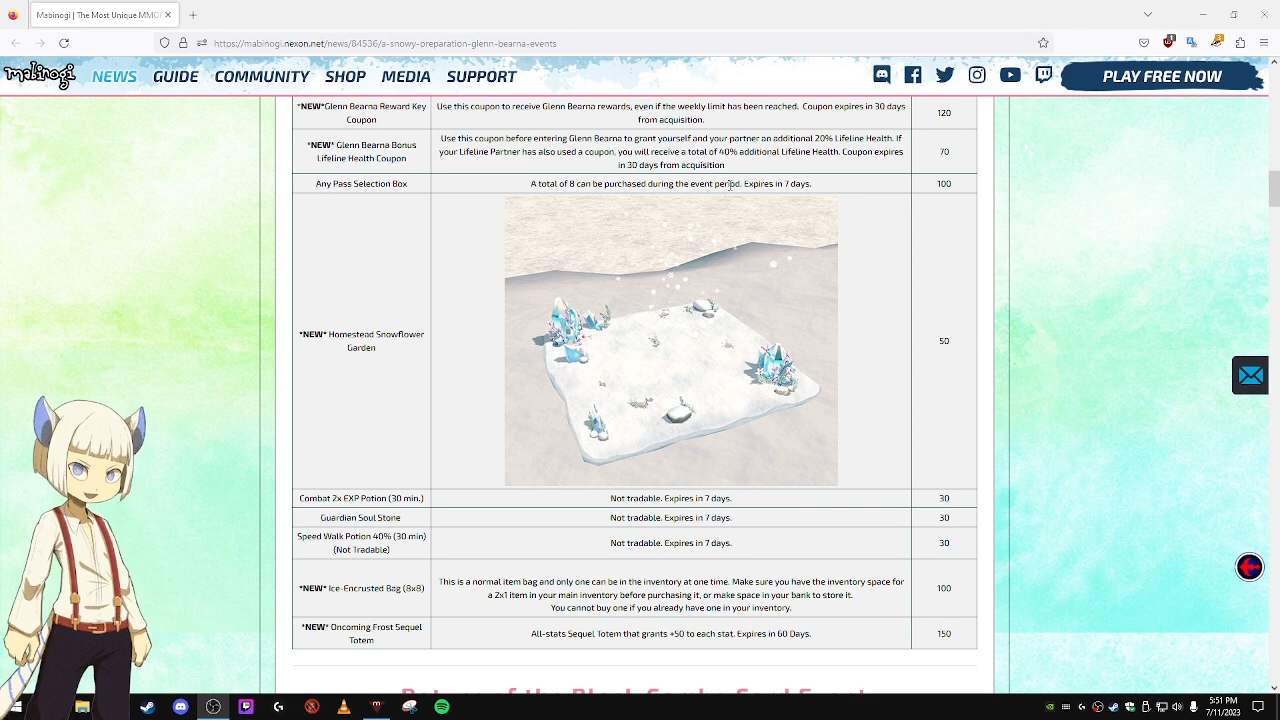 Mabinogi | The Most Unique MMO
https://mabinogi.nexon.net/news/84536/a-snowy-preparation-glenn-bearna-events
mabinogi NEWS GUIDE COMMUNITY SHOP MEDIA SUPPORT PLAY FREE NOW
*NEW*Glenn Bearna Reward Key
Coupon
Use this coupon to receive Glenn Bearna rewards, even if the weekly limit has been reached. Coupon expires in 30 days
from acquisition.
120
*NEW* Glenn Bearna Bonus
Lifeline Health Coupon
Use this coupon before entering Glenn Bearna to grant yourself and your partner an additional 20% Lifeline Health. If
your Lifeline Partner has also used a coupon, you will receive a total of 40% additional Lifeline Health. Coupon expires
in 30 days from acquisition
70
Any Pass Selection Box
A total of 8 can be purchased during the event period. Expires in 7 days.
100
*NEW* Homestead Snowflower
Garden
50
Combat 2x EXP Potion (30 min.)
Not tradable. Expires in 7 days.
30
Guardian Soul Stone
Not tradable. Expires in 7 days.
30
Speed Walk Potion 40% (30 min)
(Not Tradable)
Not tradable. Expires in 7 days.
30
*NEW* Ice-Encrusted Bag (8x8)
This is a normal item bag and only one can be in the inventory at one time. Make sure you have the inventory space for
a 2x1 item in your main inventory before purchasing it, or make space in your bank to store it.
You cannot buy one if you already have one in your inventory.
100
*NEW* Oncoming Frost Sequel
Totem
All-stats Sequel Totem that grants +50 to each stat. Expires in 60 Days.
150
5:51 PM
7/11/2023